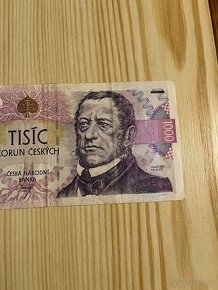 TISÍC
KORUN ČESKÝCH
ČESKÁ NÁRODNÍ
BANKA
1000